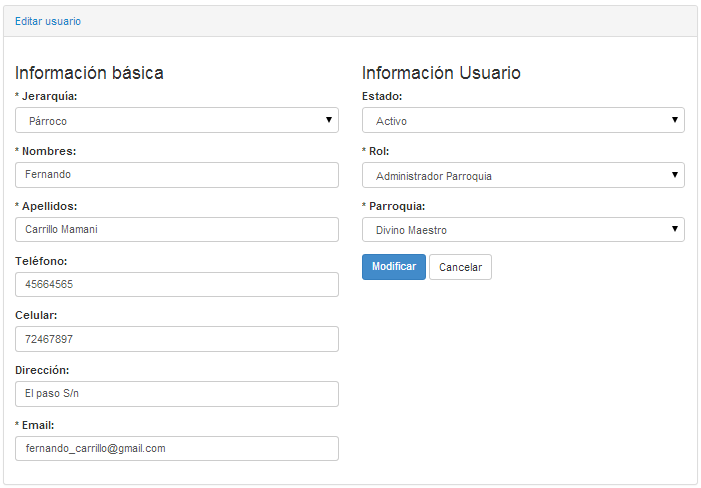 Editar usuario
Información básica
* Jerarquía:
Párroco
* Nombres:
Fernando
* Apellidos:
Carrillo Mamani
Teléfono:
45664565
Celular:
72467897
Dirección:
El paso S/n
* Email:
fernando_carrillo@gmail.com
Información Usuario
Estado:
Activo
* Rol:
Administrador Parroquia
* Parroquia:
Divino Maestro
Modificar Cancelar